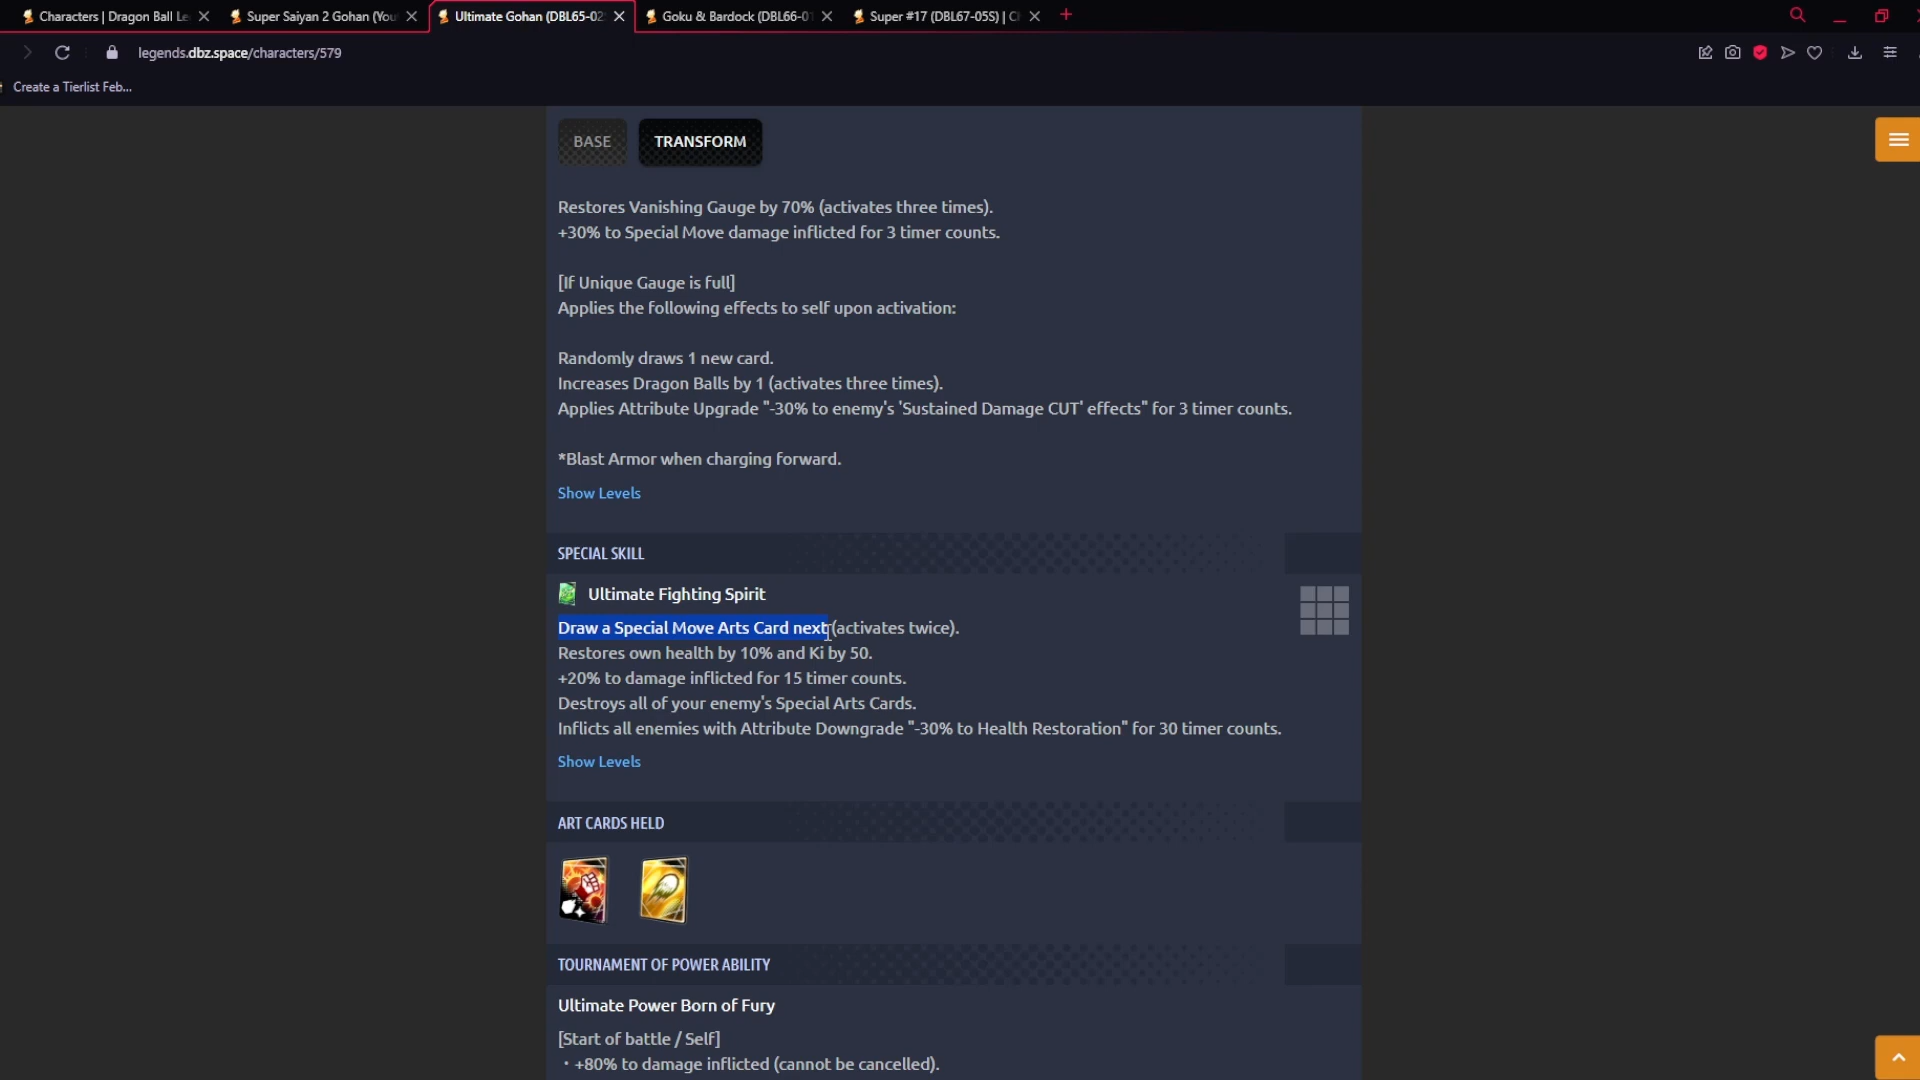 Characters | Dragon Ball Le
Super Saiyan 2 Gohan (You
Ultimate Gohan (DBL65-02
Goku & Bardock (DBL66-01
Super #17 (DBL67-05S) | C
legends.dbz.space/characters/579
Create a Tierlist Feb...
BASE
TRANSFORM
Restores Vanishing Gauge by 70% (activates three times).
+30% to Special Move damage inflicted for 3 timer counts.
[If Unique Gauge is full]
Applies the following effects to self upon activation:
Randomly draws 1 new card.
Increases Dragon Balls by 1 (activates three times).
Applies Attribute Upgrade "-30% to enemy's 'Sustained Damage CUT' effects" for 3 timer counts.
*Blast Armor when charging forward.
Show Levels
SPECIAL SKILL
Ultimate Fighting Spirit
Draw a Special Move Arts Card next (activates twice).
Restores own health by 10% and Ki by 50.
+20% to damage inflicted for 15 timer counts.
Destroys all of your enemy's Special Arts Cards.
Inflicts all enemies with Attribute Downgrade "-30% to Health Restoration" for 30 timer counts.
Show Levels
ART CARDS HELD
TOURNAMENT OF POWER ABILITY
Ultimate Power Born of Fury
[Start of battle / Self]
・+80% to damage inflicted (cannot be cancelled).